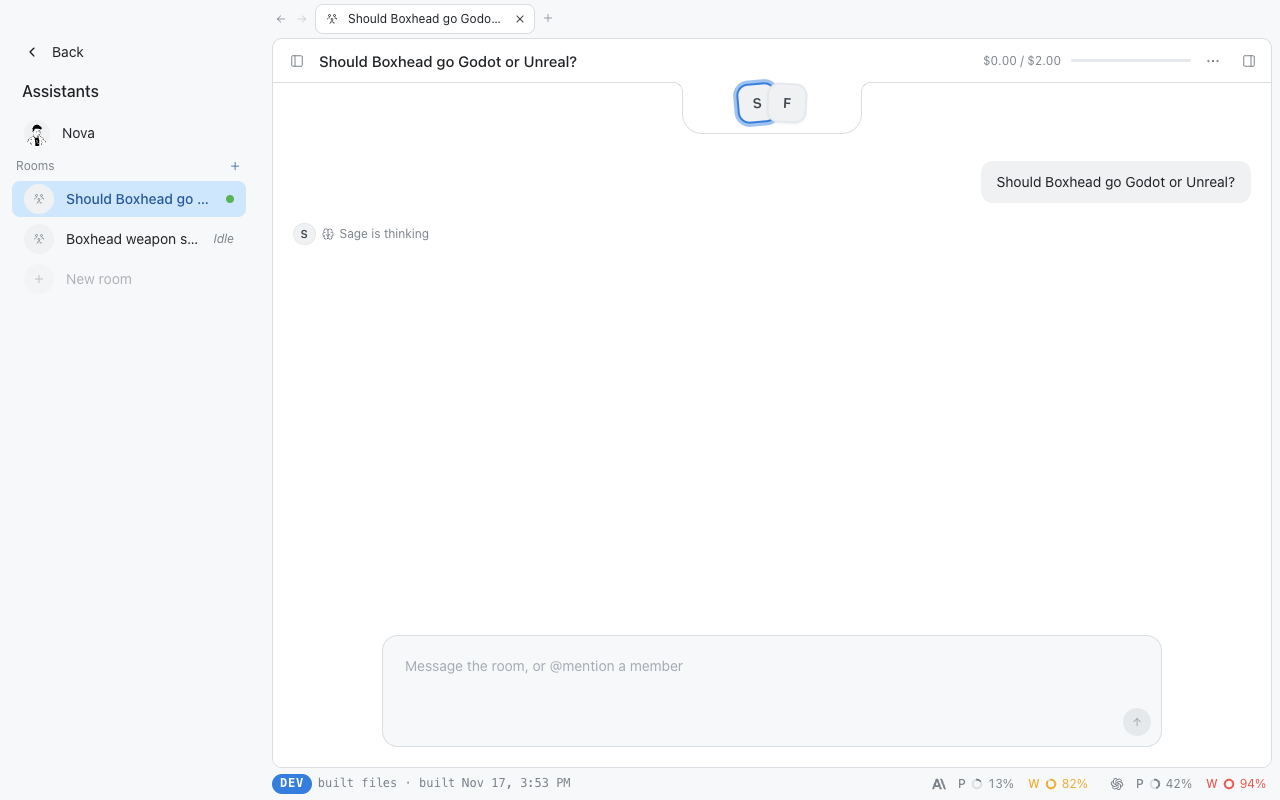 Should Boxhead go Godo...
Back
Assistants
Nova
Rooms
Should Boxhead go ...
Boxhead weapon s... Idle
New room
Should Boxhead go Godot or Unreal?
$0.00 / $2.00
S F
Should Boxhead go Godot or Unreal?
S Sage is thinking
Message the room, or @mention a member
DEV built files · built Nov 17, 3:53 PM
P 13% W 82% P 42% W 94%